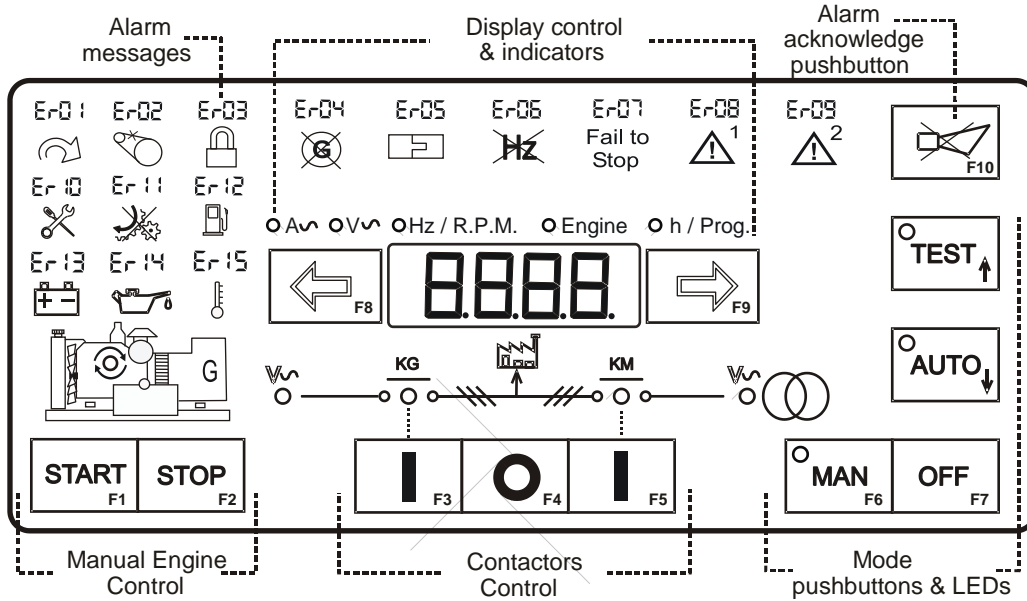 Alarm
messages
Display control
& indicators
Alarm
acknowledge
pushbutton
Er01 Er02 Er03 Er04 Er05 Er06 Er07 Er08 Er09
G Hz Fail to
Stop
! 1 ! 2
F10
Er10 Er11 Er12
A V Hz / R.P.M. Engine h / Prog.
TEST
Er13 Er14 Er15
+ -
F8 8.8.8.8 F9
AUTO
G
V KG KM V
START F1 STOP F2
I F3 O F4 I F5
MAN F6 OFF F7
Manual Engine
Control
Contactors
Control
Mode
pushbuttons & LEDs